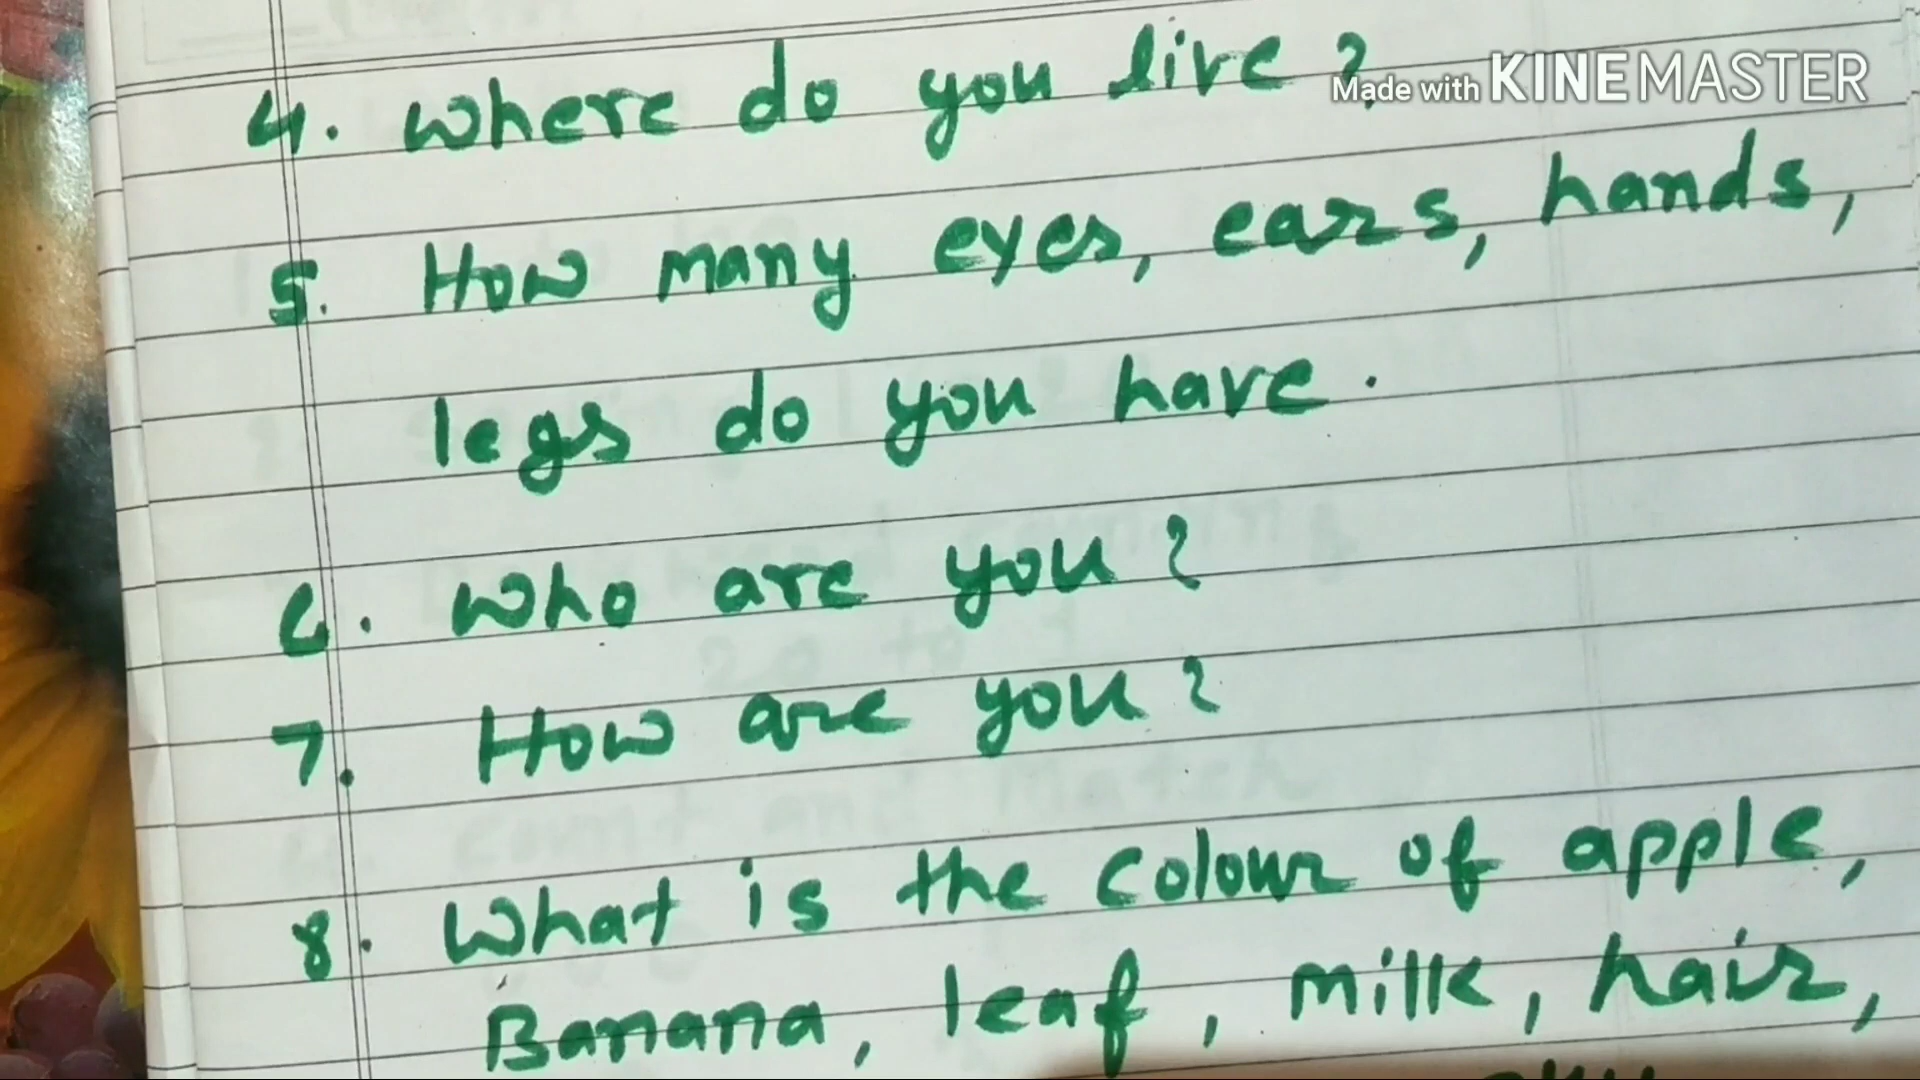 Made with KINEMASTER
4. Where do you live?
5. How many eyes, ears, hands,
legs do you have.
6. Who are you?
7. How are you?
8. What is the colour of apple,
Banana, leaf, milk, hair,